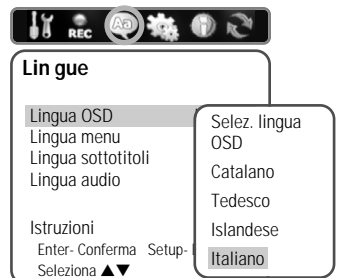 REC
Aa
Lin gue
Lingua OSD
Lingua menu
Lingua sottotitoli
Lingua audio
Istruzioni
Enter- Conferma Setup-
Seleziona ▲▼
Selez. lingua
OSD
Catalano
Tedesco
Islandese
Italiano